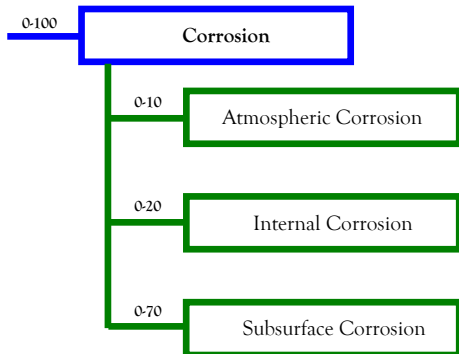 0-100
Corrosion
0-10
Atmospheric Corrosion
0-20
Internal Corrosion
0-70
Subsurface Corrosion